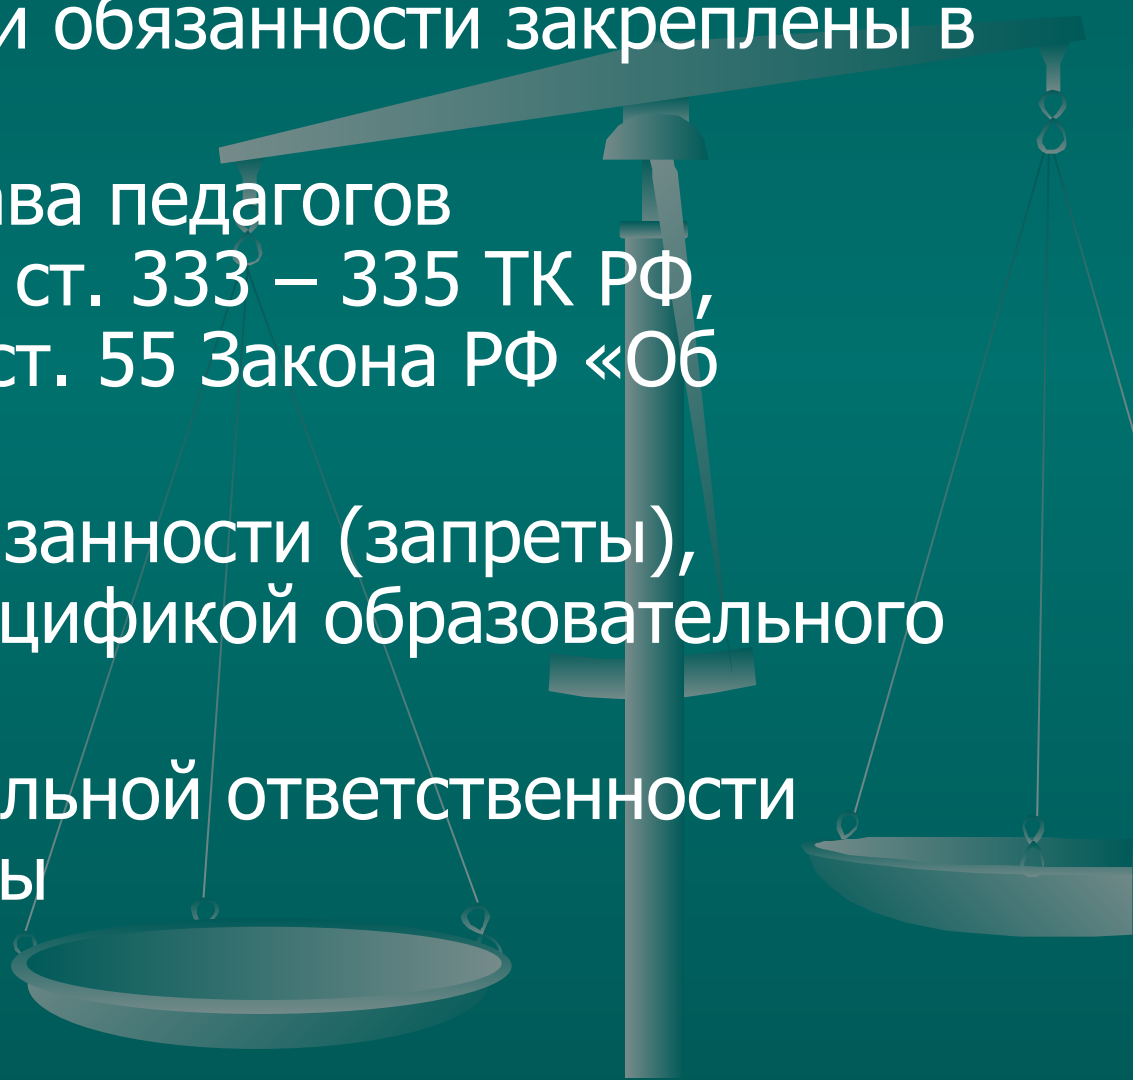 и обязанности закреплены в
ва педагогов
ст. 333 – 335 ТК РФ,
ст. 55 Закона РФ «Об
занности (запреты),
цификой образовательного
льной ответственности
ы